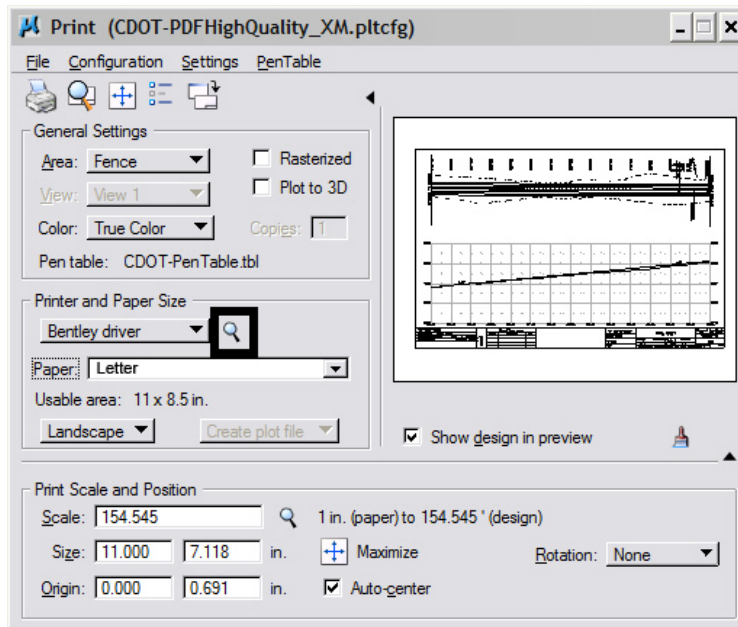 Print (CDOT-PDFHighQuality_XM.pltcfg)
File Configuration Settings PenTable
General Settings
Area: Fence
Rasterized
View: View 1
Plot to 3D
Color: True Color
Copies: 1
Pen table: CDOT-PenTable.tbl
Printer and Paper Size
Bentley driver
Paper: Letter
Usable area: 11 x 8.5 in.
Landscape
Create plot file
Show design in preview
Print Scale and Position
Scale: 154.545
1 in. (paper) to 154.545 ' (design)
Size: 11.000 7.118 in.
Maximize
Rotation: None
Origin: 0.000 0.691 in.
Auto-center